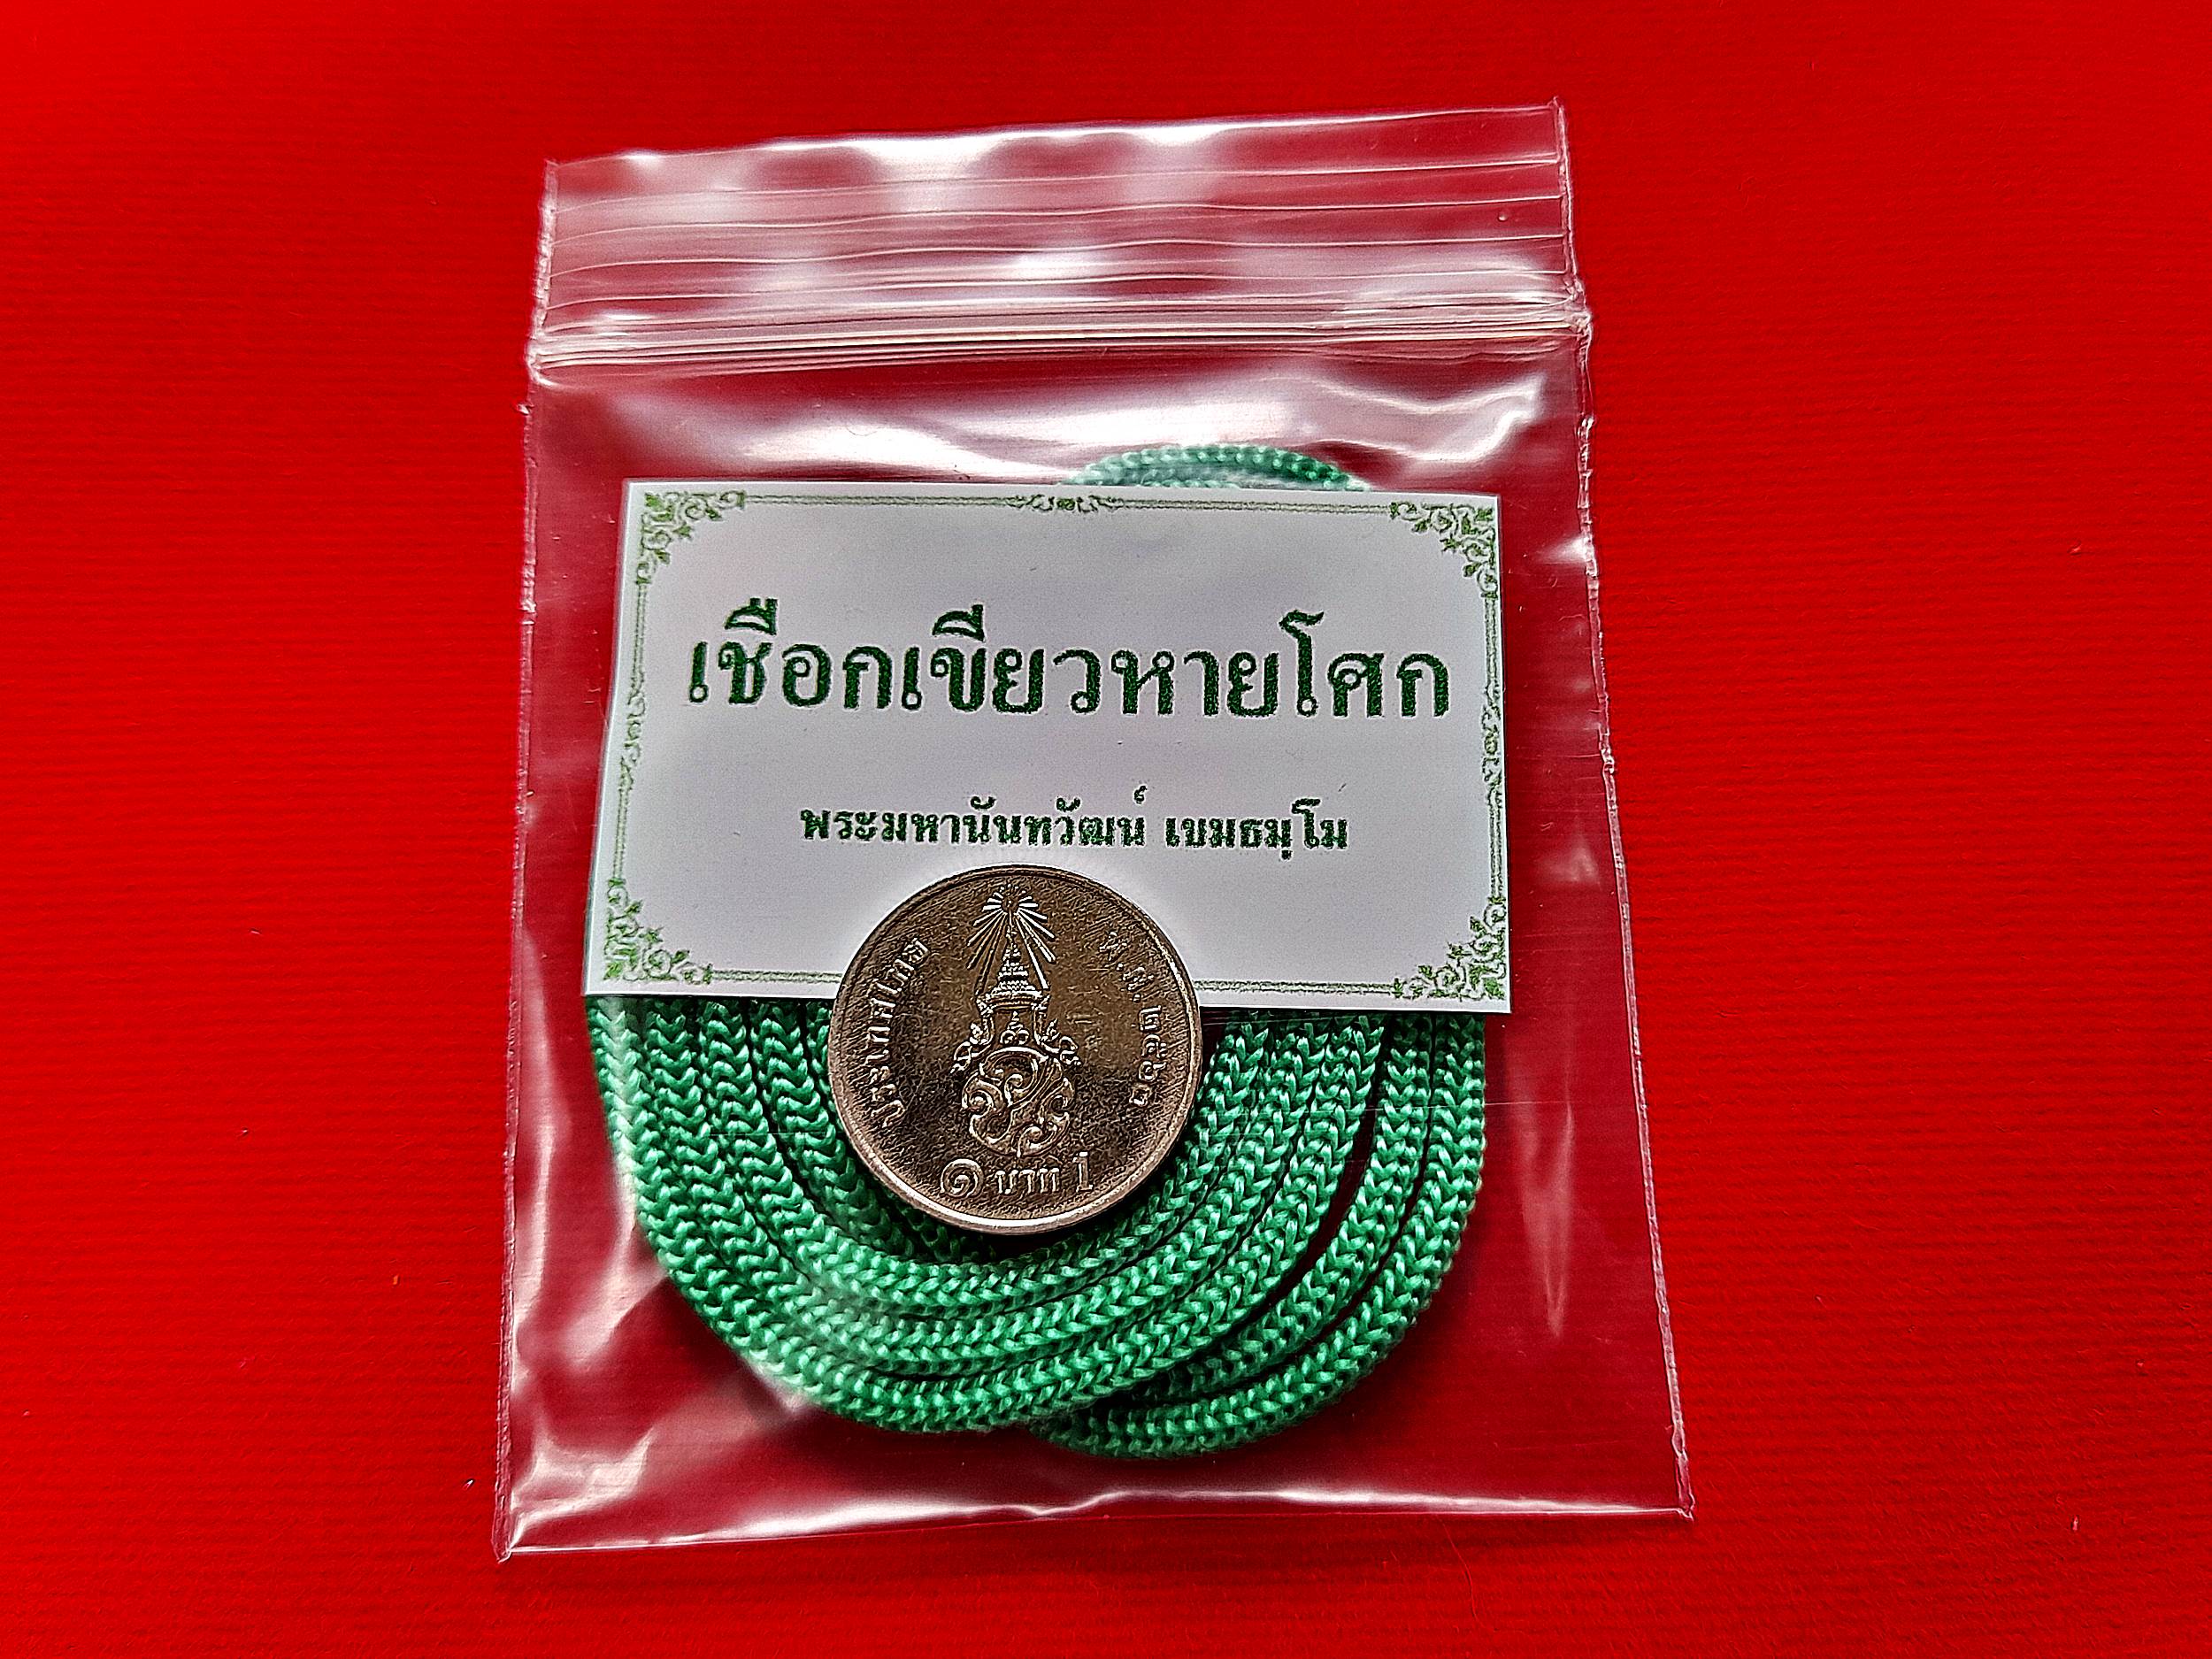 เชือกเขียวหายโศก
พระมหานันทวัฒน์ เขมธมฺโม
ประเทศไทย
พ.ศ. ๒๕๖๑
๑ บาท 1